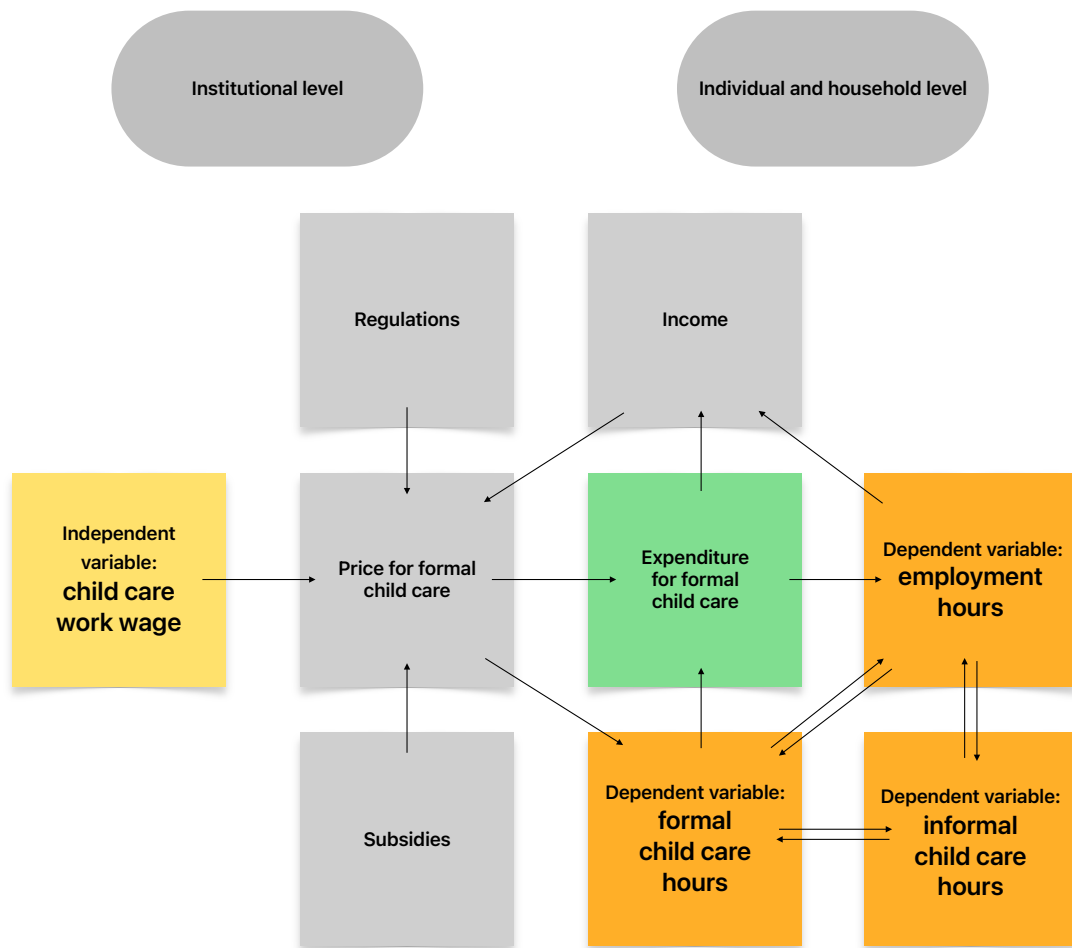 Institutional level
Individual and household level
Regulations
Income
Independent
variable:
child care
work wage
Price for formal
child care
Expenditure
for formal
child care
Dependent variable:
employment
hours
Subsidies
Dependent variable:
formal
child care
hours
Dependent variable:
informal
child care
hours